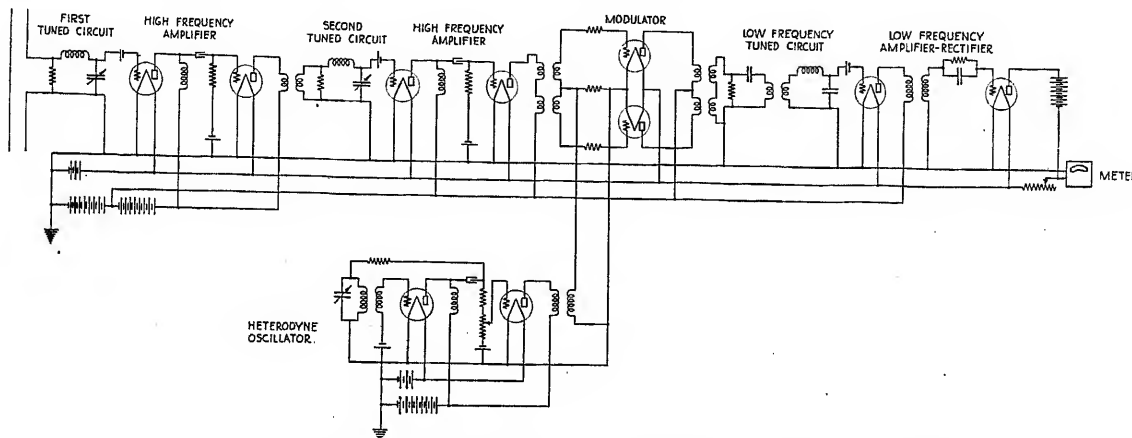 FIRST
TUNED CIRCUIT
HIGH FREQUENCY
AMPLIFIER
SECOND
TUNED CIRCUIT
HIGH FREQUENCY
AMPLIFIER
MODULATOR
LOW FREQUENCY
TUNED CIRCUIT
LOW FREQUENCY
AMPLIFIER-RECTIFIER
METE
HETERODYNE
OSCILLATOR.